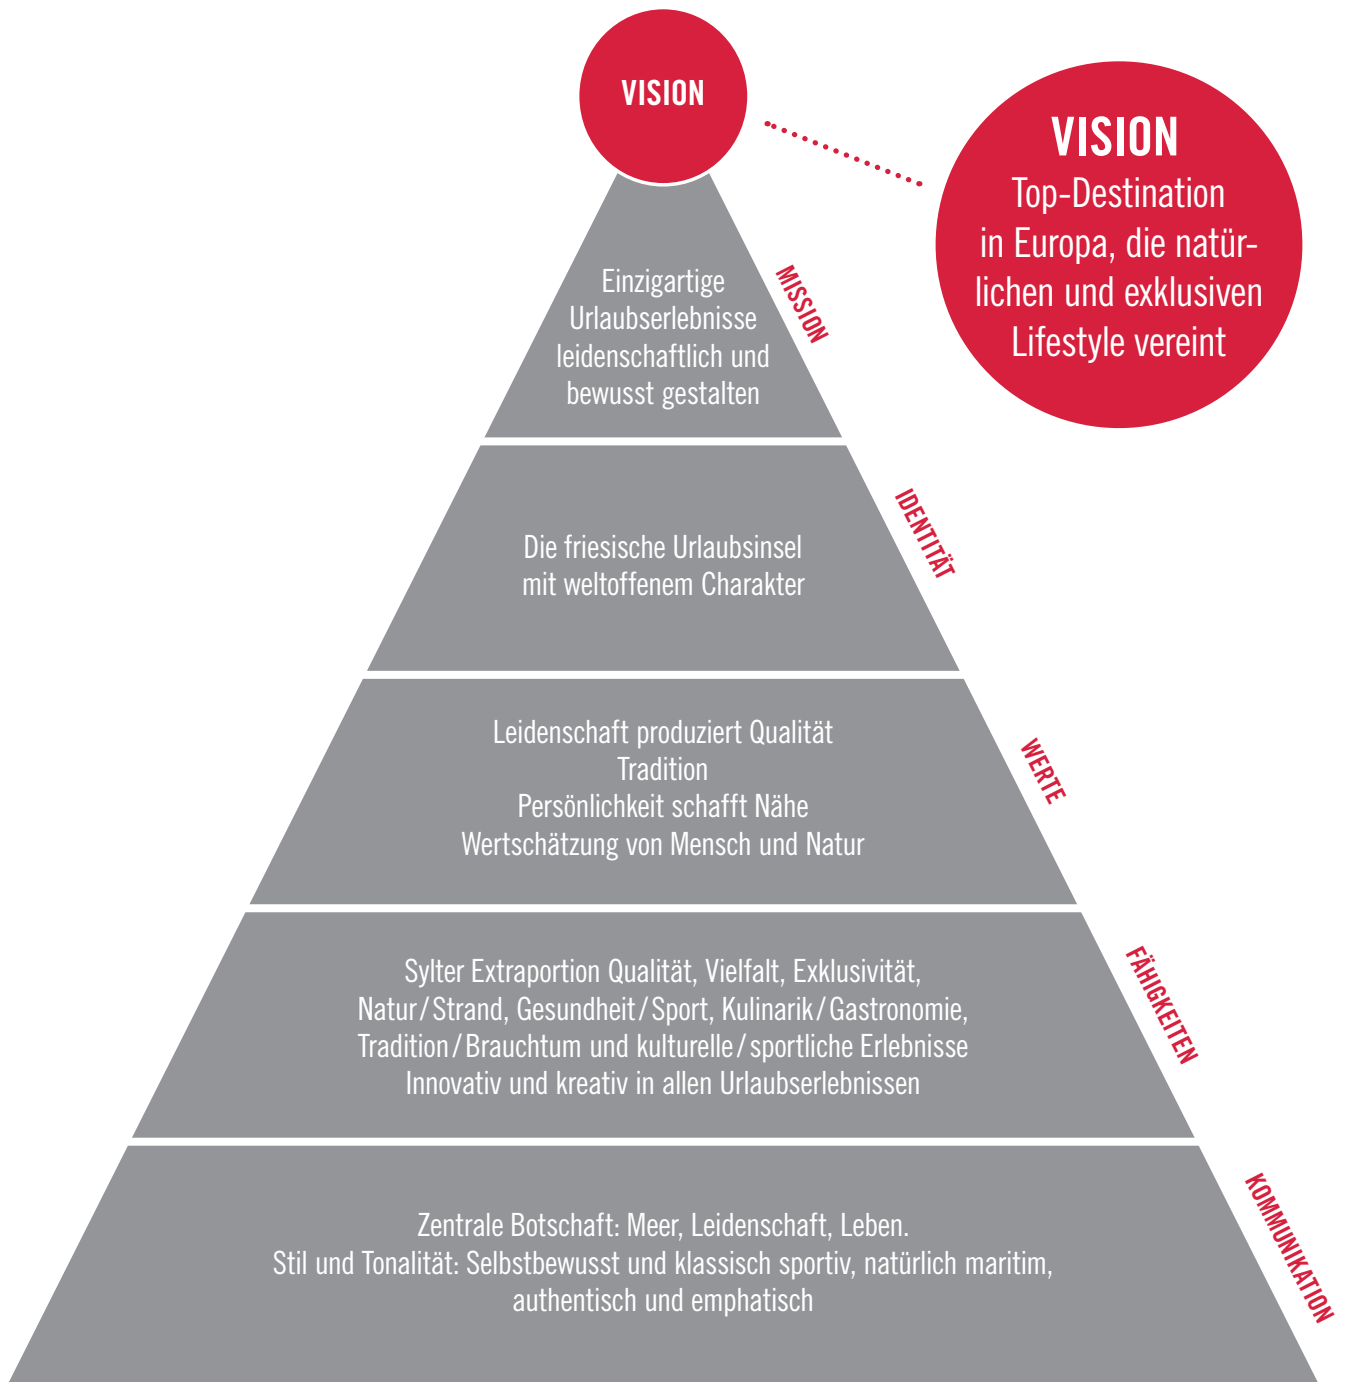 VISION
VISION
Top-Destination
in Europa, die natür-
lichen und exklusiven
Lifestyle vereint
Einzigartige
Urlaubserlebnisse
leidenschaftlich und
bewusst gestalten
MISSION
Die friesische Urlaubsinsel
mit weltoffenem Charakter
IDENTITÄT
Leidenschaft produziert Qualität
Tradition
Persönlichkeit schafft Nähe
Wertschätzung von Mensch und Natur
WERTE
Sylter Extraportion Qualität, Vielfalt, Exklusivität,
Natur/Strand, Gesundheit/Sport, Kulinarik/Gastronomie,
Tradition/Brauchtum und kulturelle/sportliche Erlebnisse
Innovativ und kreativ in allen Urlaubserlebnissen
FÄHIGKEITEN
Zentrale Botschaft: Meer, Leidenschaft, Leben.
Stil und Tonalität: Selbstbewusst und klassisch sportiv, natürlich maritim,
authentisch und emphatisch
KOMMUNIKATION